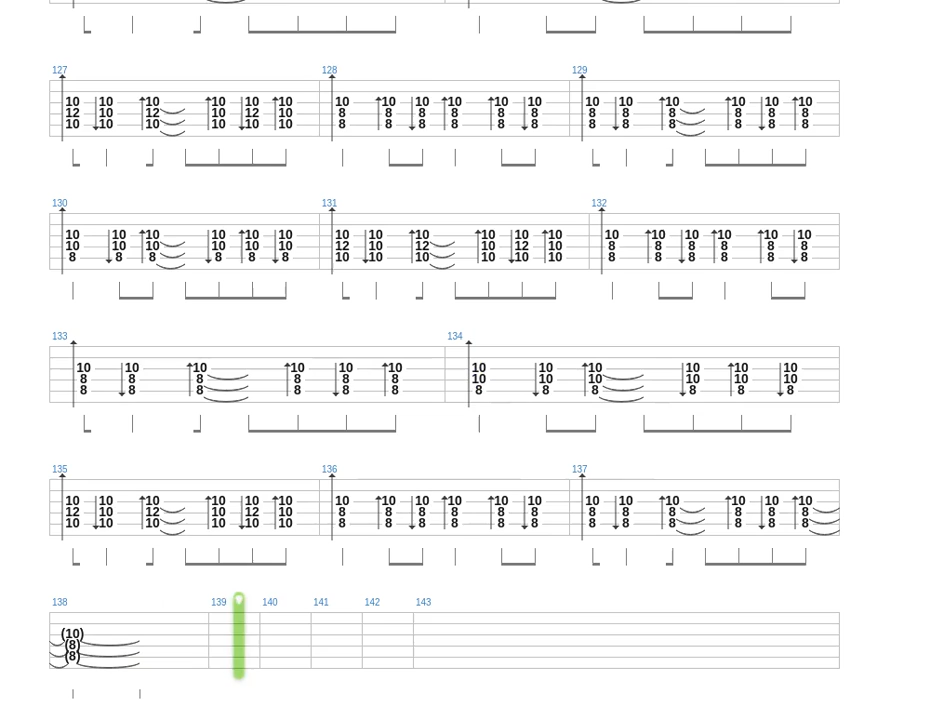 127 128 129
10 10 10 10 10 10 10 10 10 10 10 10 10 10 10 10 10 10
12 10 12 10 12 10 8 8 8 8 8 8 8 8 8 8 8 8
10 10 10 10 10 10 8 8 8 8 8 8 8 8 8 8 8 8
130 131 132
10 10 10 10 10 10 10 10 10 10 10 10 10 10 10 10 10 10
10 10 10 10 10 10 12 10 12 10 12 10 8 8 8 8 8 8
8 8 8 8 8 8 10 10 10 10 10 10 8 8 8 8 8 8
133 134
10 10 10 10 10 10 10 10 10 10 10 10
8 8 8 8 8 8 10 10 10 10 10 10
8 8 8 8 8 8 8 8 8 8 8 8
135 136 137
10 10 10 10 10 10 10 10 10 10 10 10 10 10 10 10 10 10
12 10 12 10 12 10 8 8 8 8 8 8 8 8 8 8 8 8
10 10 10 10 10 10 8 8 8 8 8 8 8 8 8 8 8 8
138 139 140 141 142 143
(10)
(8)
(8)